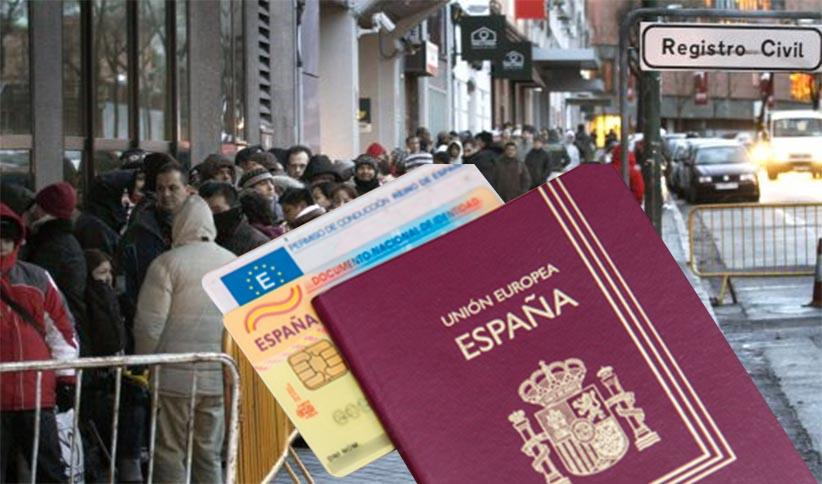 Registro Civil
PERMISO DE CONDUCCIÓN REINO DE ESPAÑA
E
DOCUMENTO NACIONAL DE IDENTIDAD
ESPAÑA
UNIÓN EUROPEA
ESPAÑA